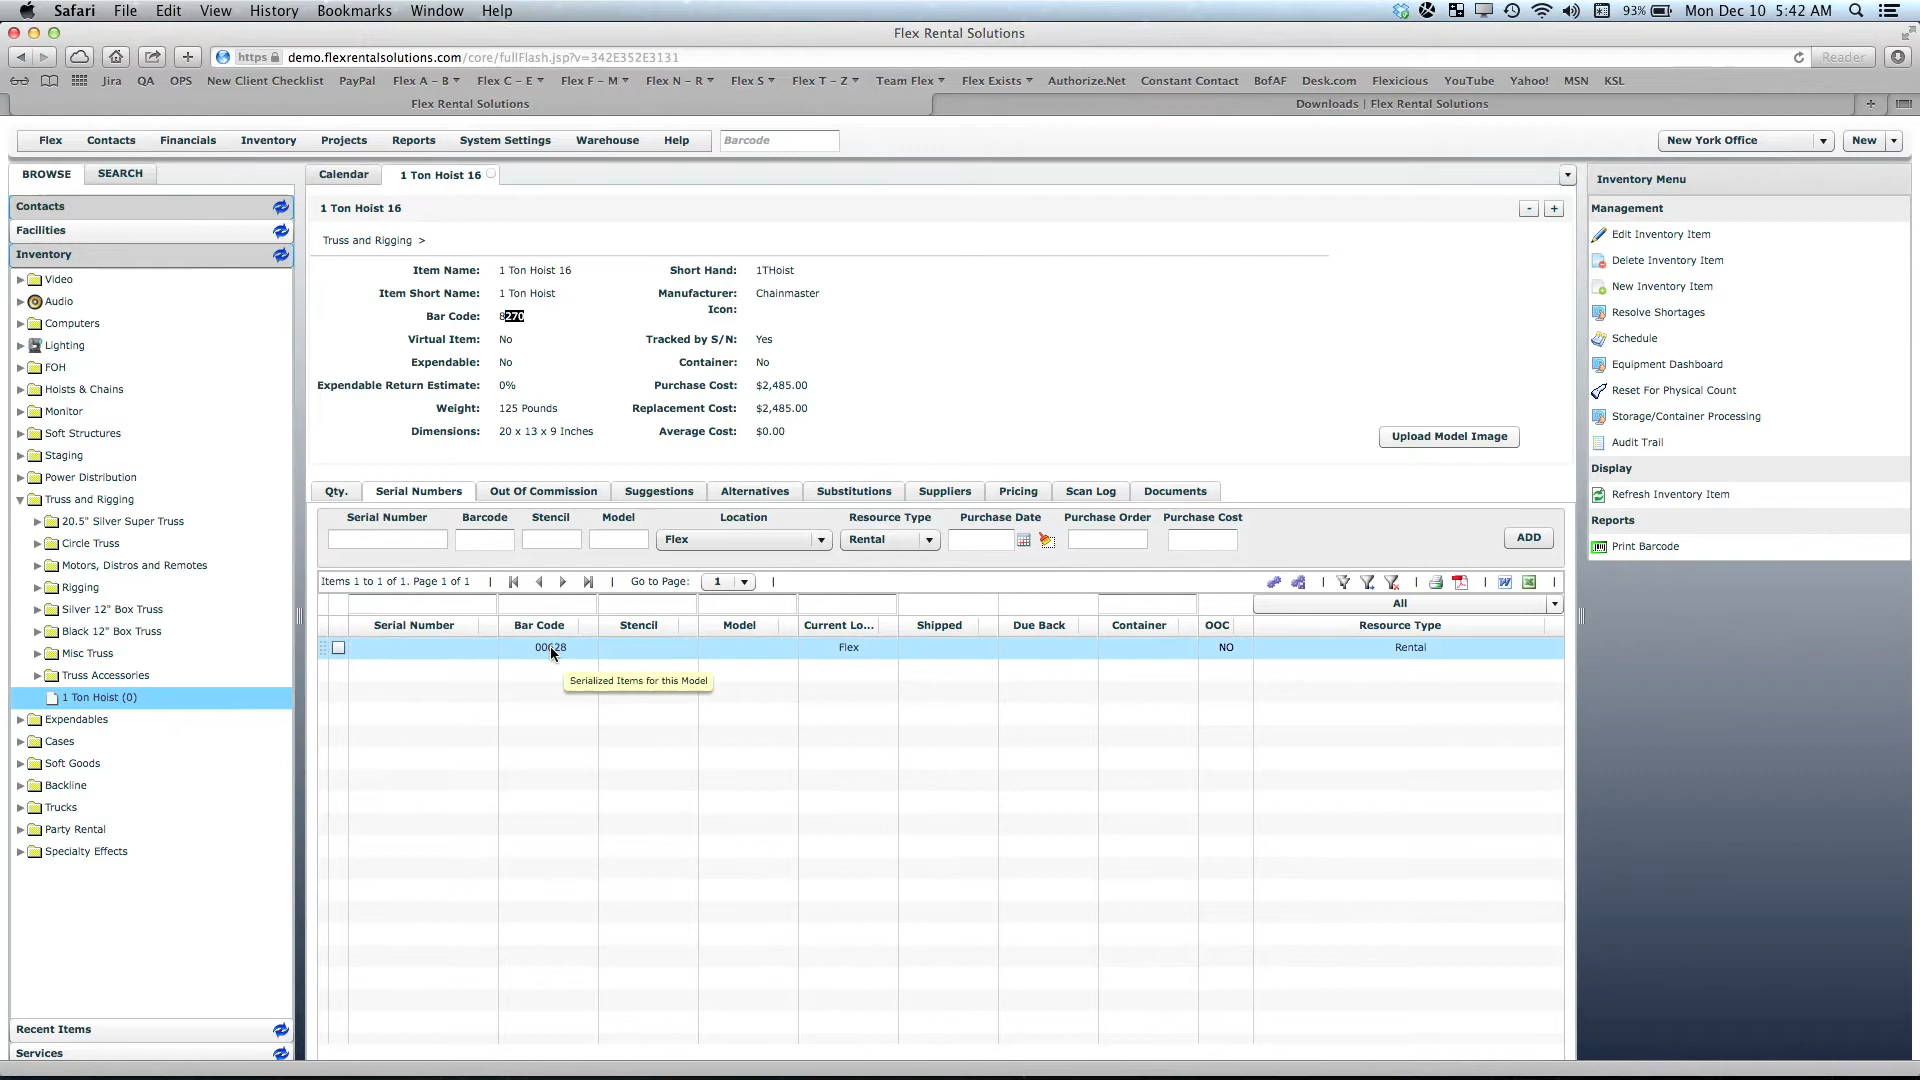 Safari File Edit View History Bookmarks Window Help 93% Mon Dec 10 5:42 AM
Flex Rental Solutions
https demo.flexrentalsolutions.com/core/fullFlash.jsp?v=342E352E3131 Reader
Jira QA OPS New Client Checklist PayPal Flex A – B Flex C – E Flex F – M Flex N – R Flex S Flex T – Z Team Flex Flex Exists Authorize.Net Constant Contact BofAF Desk.com Flexicious YouTube Yahoo! MSN KSL
Flex Rental Solutions Downloads | Flex Rental Solutions
Flex Contacts Financials Inventory Projects Reports System Settings Warehouse Help Barcode New York Office New
BROWSE SEARCH
Contacts
Facilities
Inventory
Video
Audio
Computers
Lighting
FOH
Hoists & Chains
Monitor
Soft Structures
Staging
Power Distribution
Truss and Rigging
20.5" Silver Super Truss
Circle Truss
Motors, Distros and Remotes
Rigging
Silver 12" Box Truss
Black 12" Box Truss
Misc Truss
Truss Accessories
1 Ton Hoist (0)
Expendables
Cases
Soft Goods
Backline
Trucks
Party Rental
Specialty Effects
Recent Items
Services
Calendar 1 Ton Hoist 16
1 Ton Hoist 16 - +
Truss and Rigging >
Item Name: 1 Ton Hoist 16 Short Hand: 1THoist
Item Short Name: 1 Ton Hoist Manufacturer: Chainmaster
Bar Code: 8270 Icon:
Virtual Item: No Tracked by S/N: Yes
Expendable: No Container: No
Expendable Return Estimate: 0% Purchase Cost: $2,485.00
Weight: 125 Pounds Replacement Cost: $2,485.00
Dimensions: 20 x 13 x 9 Inches Average Cost: $0.00
Upload Model Image
Qty. Serial Numbers Out Of Commission Suggestions Alternatives Substitutions Suppliers Pricing Scan Log Documents
Serial Number Barcode Stencil Model Location Resource Type Purchase Date Purchase Order Purchase Cost
Flex Rental ADD
Items 1 to 1 of 1. Page 1 of 1 Go to Page: 1
All
Serial Number Bar Code Stencil Model Current Lo... Shipped Due Back Container OOC Resource Type
00628 Flex NO Rental
Serialized Items for this Model
Inventory Menu
Management
Edit Inventory Item
Delete Inventory Item
New Inventory Item
Resolve Shortages
Schedule
Equipment Dashboard
Reset For Physical Count
Storage/Container Processing
Audit Trail
Display
Refresh Inventory Item
Reports
Print Barcode